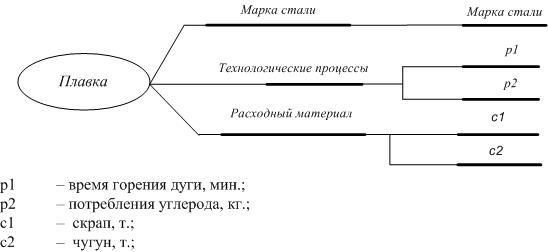 Марка стали
Марка стали
p1
Плавка
Технологические процессы
p2
Расходный материал
c1
c2
p1 – время горения дуги, мин.;
p2 – потребления углерода, кг.;
c1 – скрап, т.;
c2 – чугун, т.;